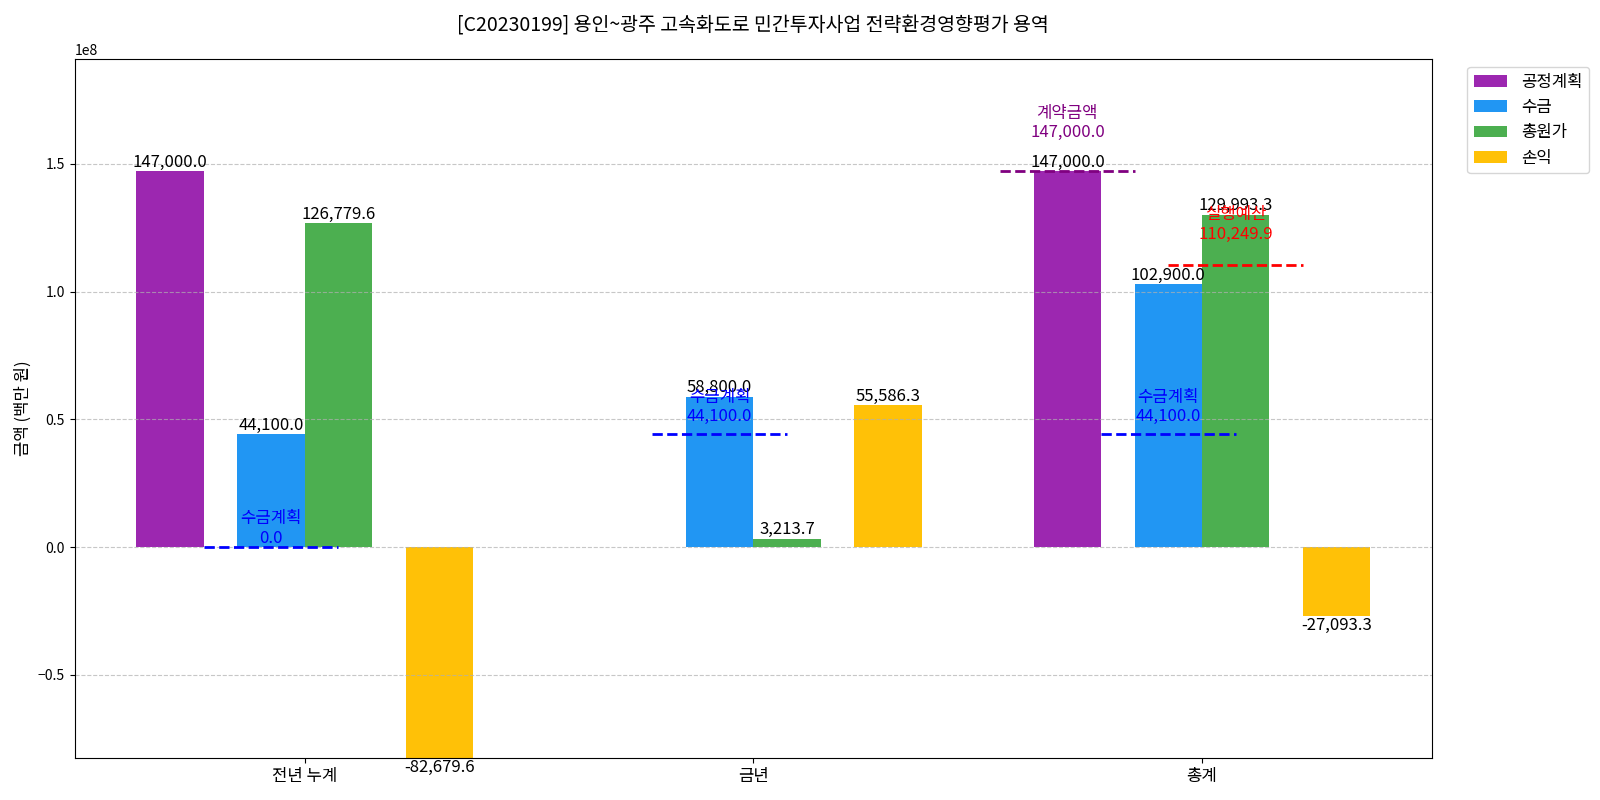 [C20230199] 용인~광주 고속화도로 민간투자사업 전략환경영향평가 용역
1e8
공정계획
수금
총원가
손익
계약금액
147,000.0
147,000.0
147,000.0
1.5
126,779.6
129,993.3
실행예산
110,249.9
102,900.0
1.0
58,800.0
수금계획
44,100.0
55,586.3
수금계획
44,100.0
0.5
44,100.0
금액 (백만 원)
수금계획
0.0
3,213.7
0.0
-27,093.3
−0.5
-82,679.6
전년 누계
금년
총계